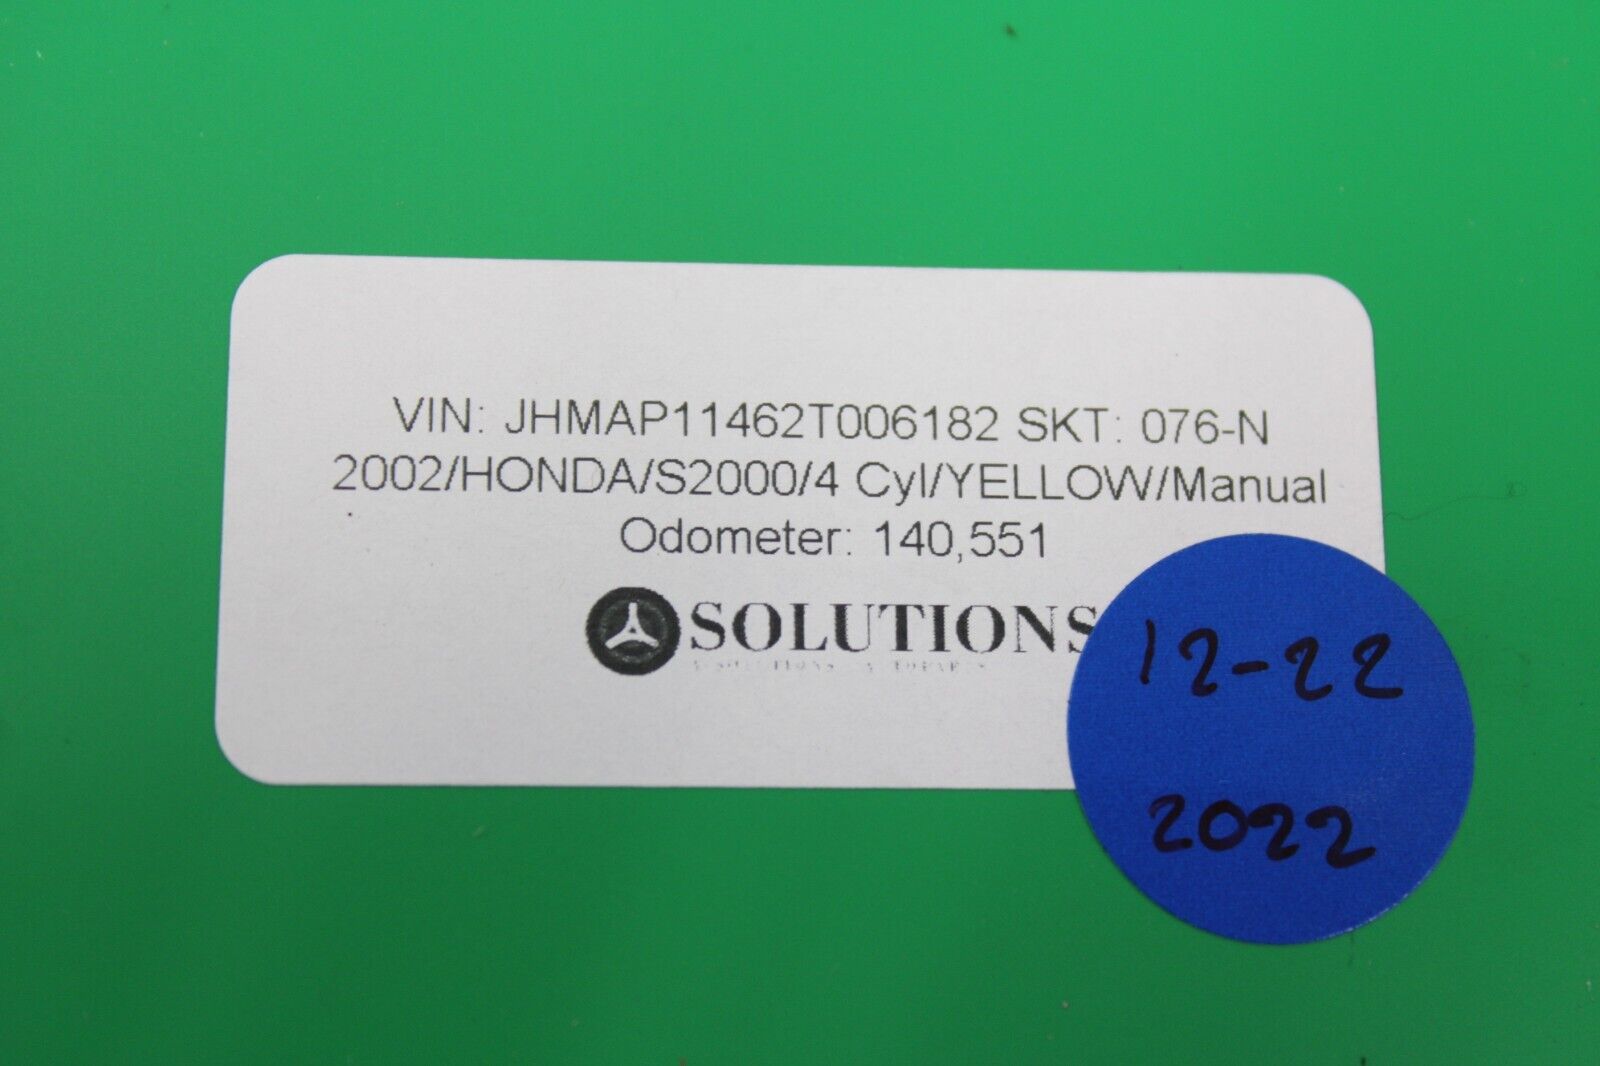 VIN: JHMAP11462T006182 SKT: 076-N
2002/HONDA/S2000/4 Cyl/YELLOW/Manual
Odometer: 140,551
SOLUTIONS
12-22
2022